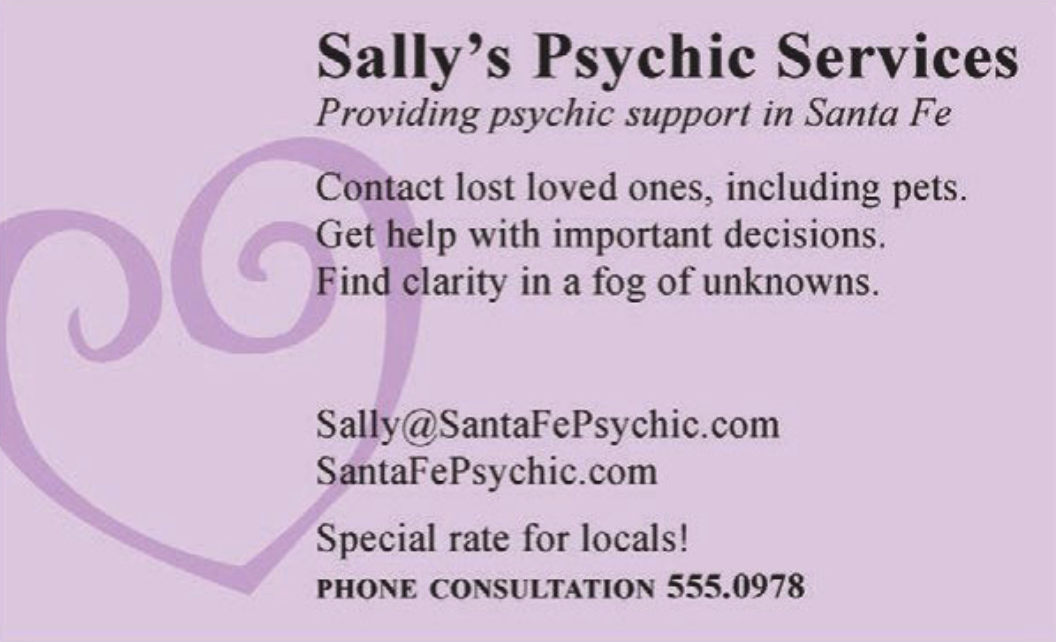 Sally’s Psychic Services
Providing psychic support in Santa Fe
Contact lost loved ones, including pets.
Get help with important decisions.
Find clarity in a fog of unknowns.
Sally@SantaFePsychic.com
SantaFePsychic.com
Special rate for locals!
PHONE CONSULTATION 555.0978